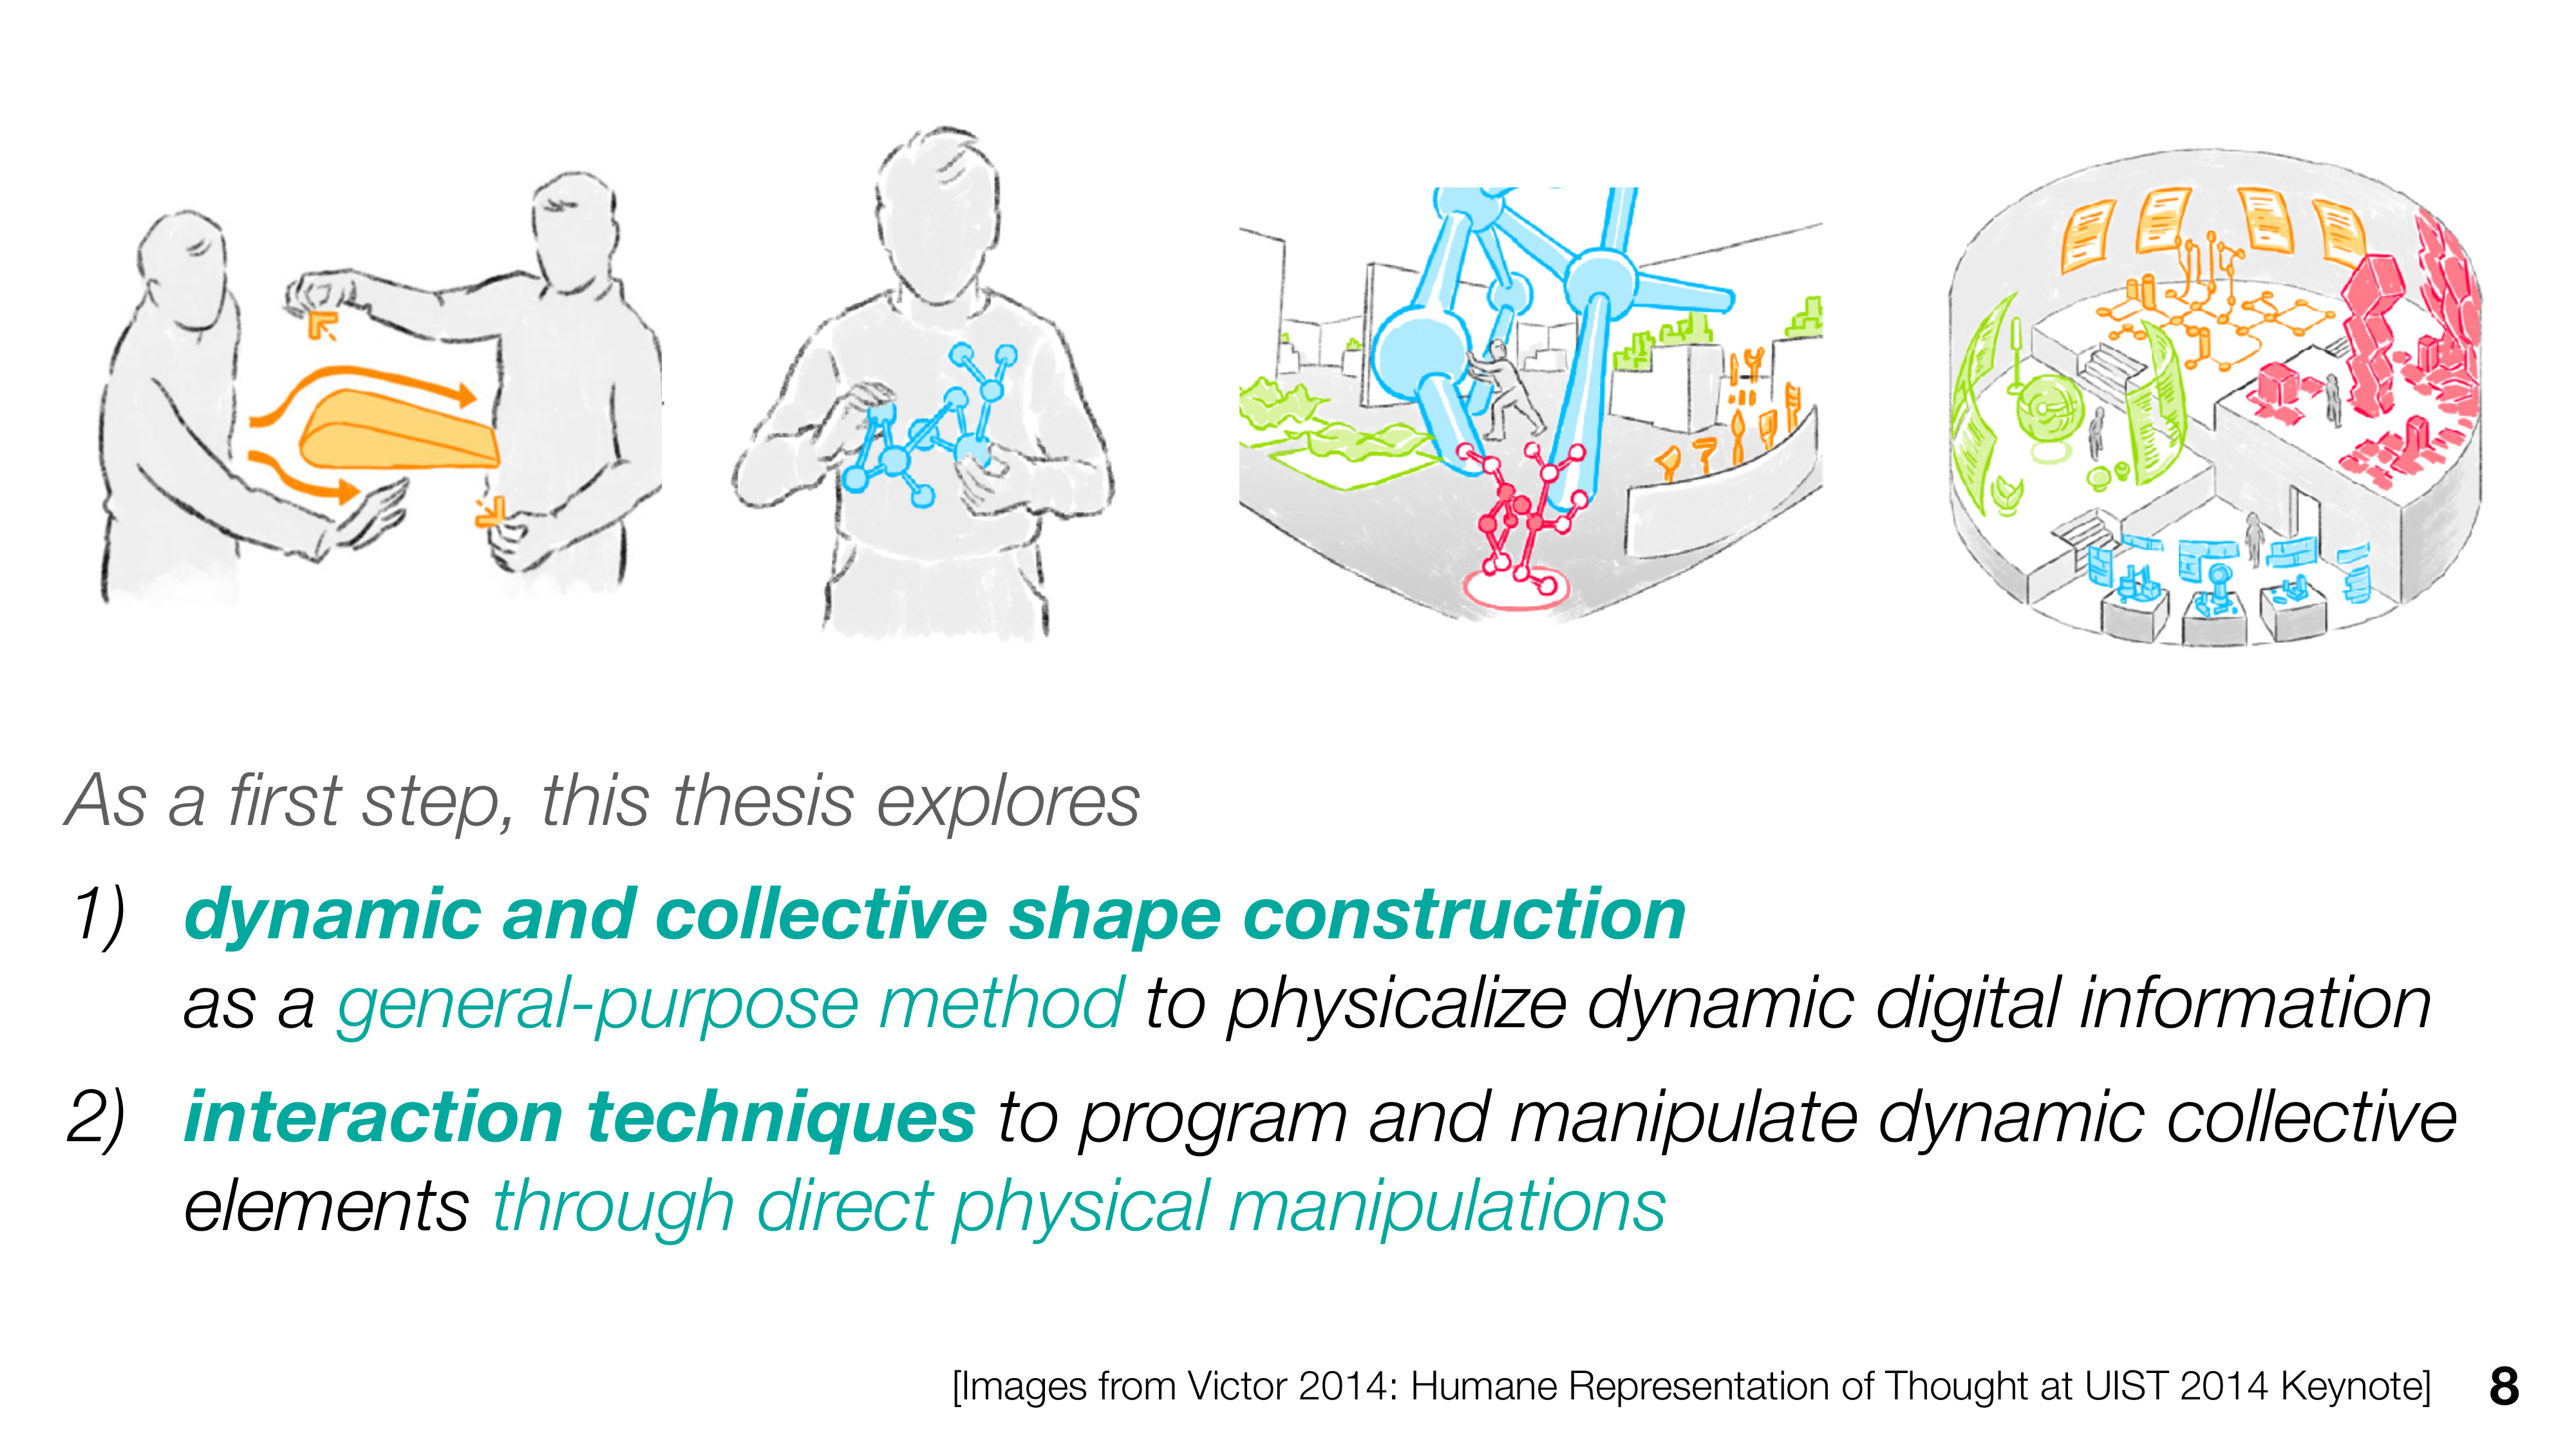 As a first step, this thesis explores
1) dynamic and collective shape construction
as a general-purpose method to physicalize dynamic digital information
2) interaction techniques to program and manipulate dynamic collective
elements through direct physical manipulations
[Images from Victor 2014: Humane Representation of Thought at UIST 2014 Keynote] 8